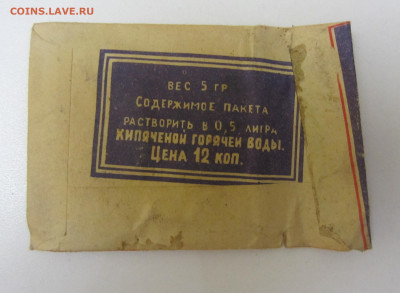 COINS.LAVE.RU
ВЕС 5 ГР
СОДЕРЖИМОЕ ПАКЕТА
РАСТВОРИТЬ В 0,5 ЛИТРА
КИПЯЧЕНОЙ ГОРЯЧЕЙ ВОДЫ.
ЦЕНА 12 КОП.